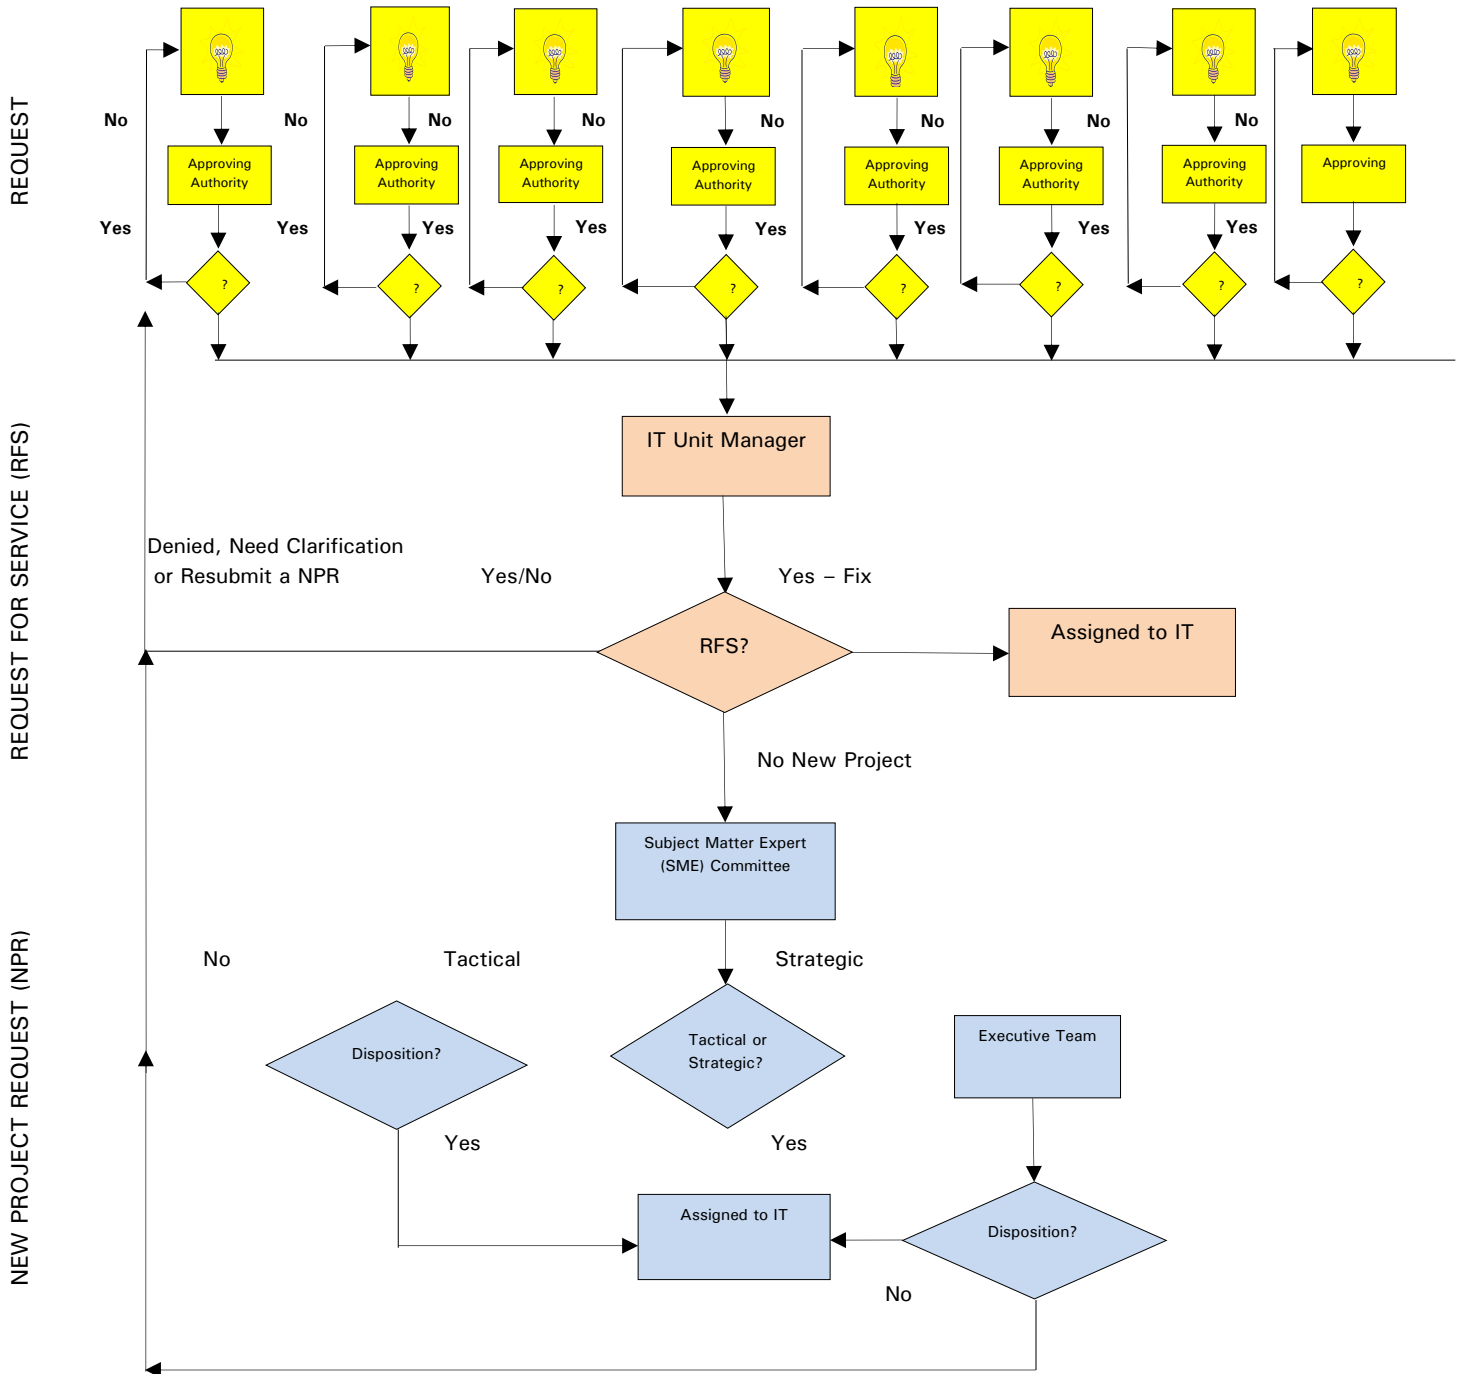 REQUEST
No
No
No
No
No
No
No
No
Approving
Authority
Approving
Authority
Approving
Authority
Approving
Authority
Approving
Authority
Approving
Authority
Approving
Authority
Approving
Yes
Yes
Yes
Yes
Yes
Yes
Yes
Yes
?
?
?
?
?
?
?
?
REQUEST FOR SERVICE (RFS)
IT Unit Manager
Denied, Need Clarification
or Resubmit a NPR
Yes/No
Yes – Fix
RFS?
Assigned to IT
No New Project
NEW PROJECT REQUEST (NPR)
Subject Matter Expert
(SME) Committee
No
Tactical
Strategic
Disposition?
Tactical or
Strategic?
Executive Team
Yes
Yes
Assigned to IT
Disposition?
No